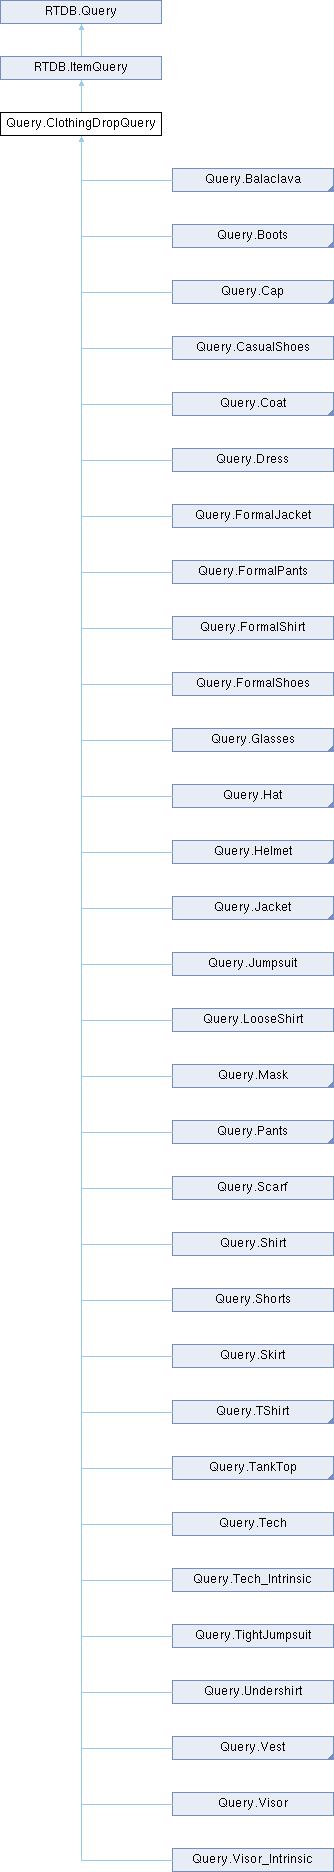 RTDB.Query
RTDB.ItemQuery
Query.ClothingDropQuery
Query.Balaclava
Query.Boots
Query.Cap
Query.CasualShoes
Query.Coat
Query.Dress
Query.FormalJacket
Query.FormalPants
Query.FormalShirt
Query.FormalShoes
Query.Glasses
Query.Hat
Query.Helmet
Query.Jacket
Query.Jumpsuit
Query.LooseShirt
Query.Mask
Query.Pants
Query.Scarf
Query.Shirt
Query.Shorts
Query.Skirt
Query.TShirt
Query.TankTop
Query.Tech
Query.Tech_Intrinsic
Query.TightJumpsuit
Query.Undershirt
Query.Vest
Query.Visor
Query.Visor_Intrinsic